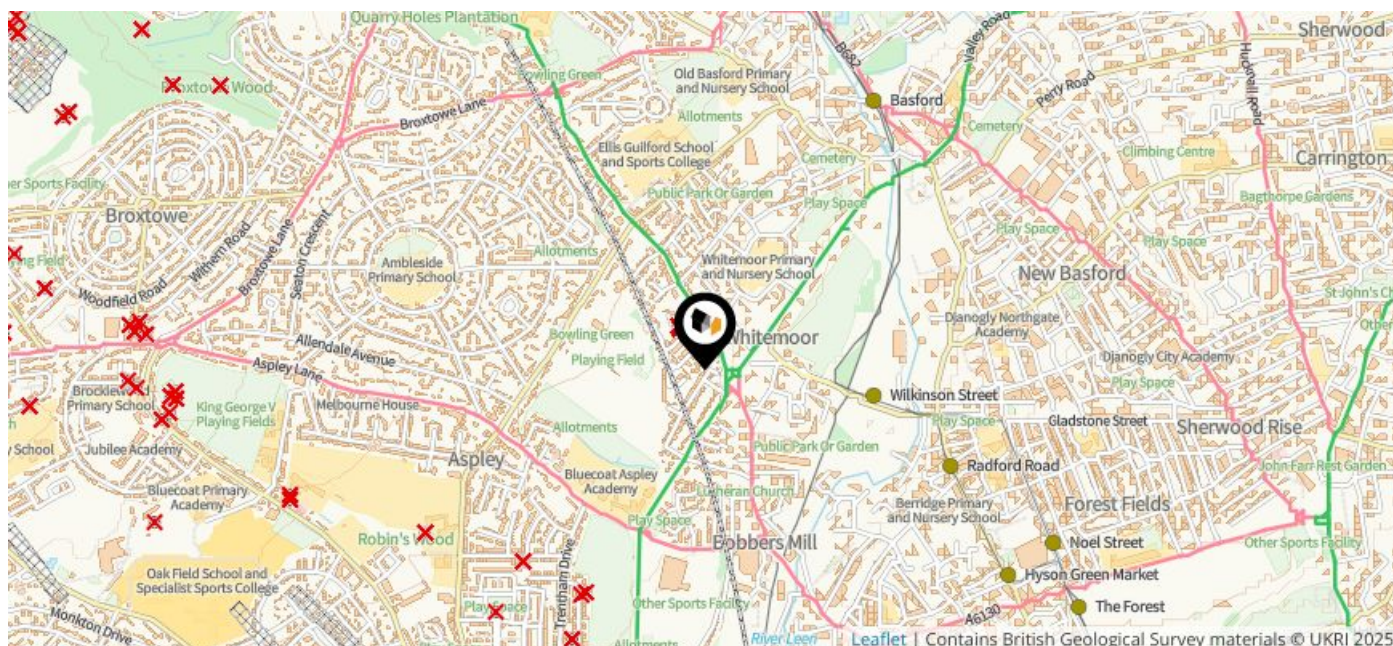 Quarry Holes Plantation
Sherwood
B682
Valley Road
Hucknall Road
Bowling Green
Old Basford Primary
and Nursery School
Perry Road
Broxtowe Wood
Basford
Broxtowe Lane
Allotments
Cemetery
Ellis Guilford School
and Sports College
Climbing Centre
Carrington
Cemetery
er Sports Facility
Public Park Or Garden
Play Space
Bagthorpe Gardens
Broxtowe
Withern Road
Broxtowe Lane
Seaton Crescent
Play Space
Play Space
ing Field
Ambleside
Primary School
Allotments
Whitemoor Primary
and Nursery School
New Basford
Woodfield Road
St John's Ch
Bowling Green
Whitemoor
Djanogly Northgate
Academy
Other
Allendale Avenue
Playing Field
Djanogly City Academy
Aspley Lane
Play Space
Brocklewood
Primary School
King George V
Playing Fields
Melbourne House
Wilkinson Street
Play Space
Gladstone Street
Allotments
Sherwood Rise
y School
Jubilee Academy
Public Park Or Garden
Aspley
Radford Road
John Farr Rest Garden
Bluecoat Aspley
Academy
Bluecoat Primary
Academy
Lutheran Church
Berridge Primary
and Nursery School
Forest Fields
Play Space
Robin's Wood
Bobbers Mill
Noel Street
Other Sports Facility
Oak Field School and
Specialist Sports College
Hyson Green Market
Trentham Drive
Play Space
Other Sports Facility
The Forest
Monkton Drive
A6130
Allotments
River Leen
Leaflet | Contains British Geological Survey materials © UKRI 2025